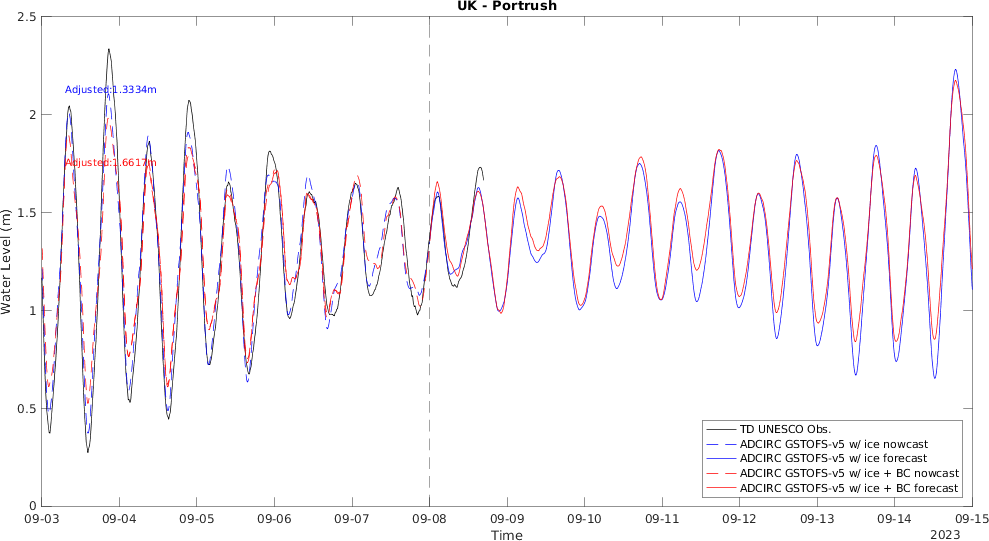 UK - Portrush
2.5
2
1.5
1
0.5
0
Water Level (m)
Adjusted:1.3334m
Adjusted:1.6617m
TD UNESCO Obs.
ADCIRC GSTOFS-v5 w/ ice nowcast
ADCIRC GSTOFS-v5 w/ ice forecast
ADCIRC GSTOFS-v5 w/ ice + BC nowcast
ADCIRC GSTOFS-v5 w/ ice + BC forecast
09-03 09-04 09-05 09-06 09-07 09-08 09-09 09-10 09-11 09-12 09-13 09-14 09-15
Time
2023